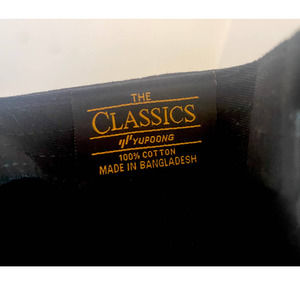 THE
CLASSICS
YUPOONG
100% COTTON
MADE IN BANGLADESH